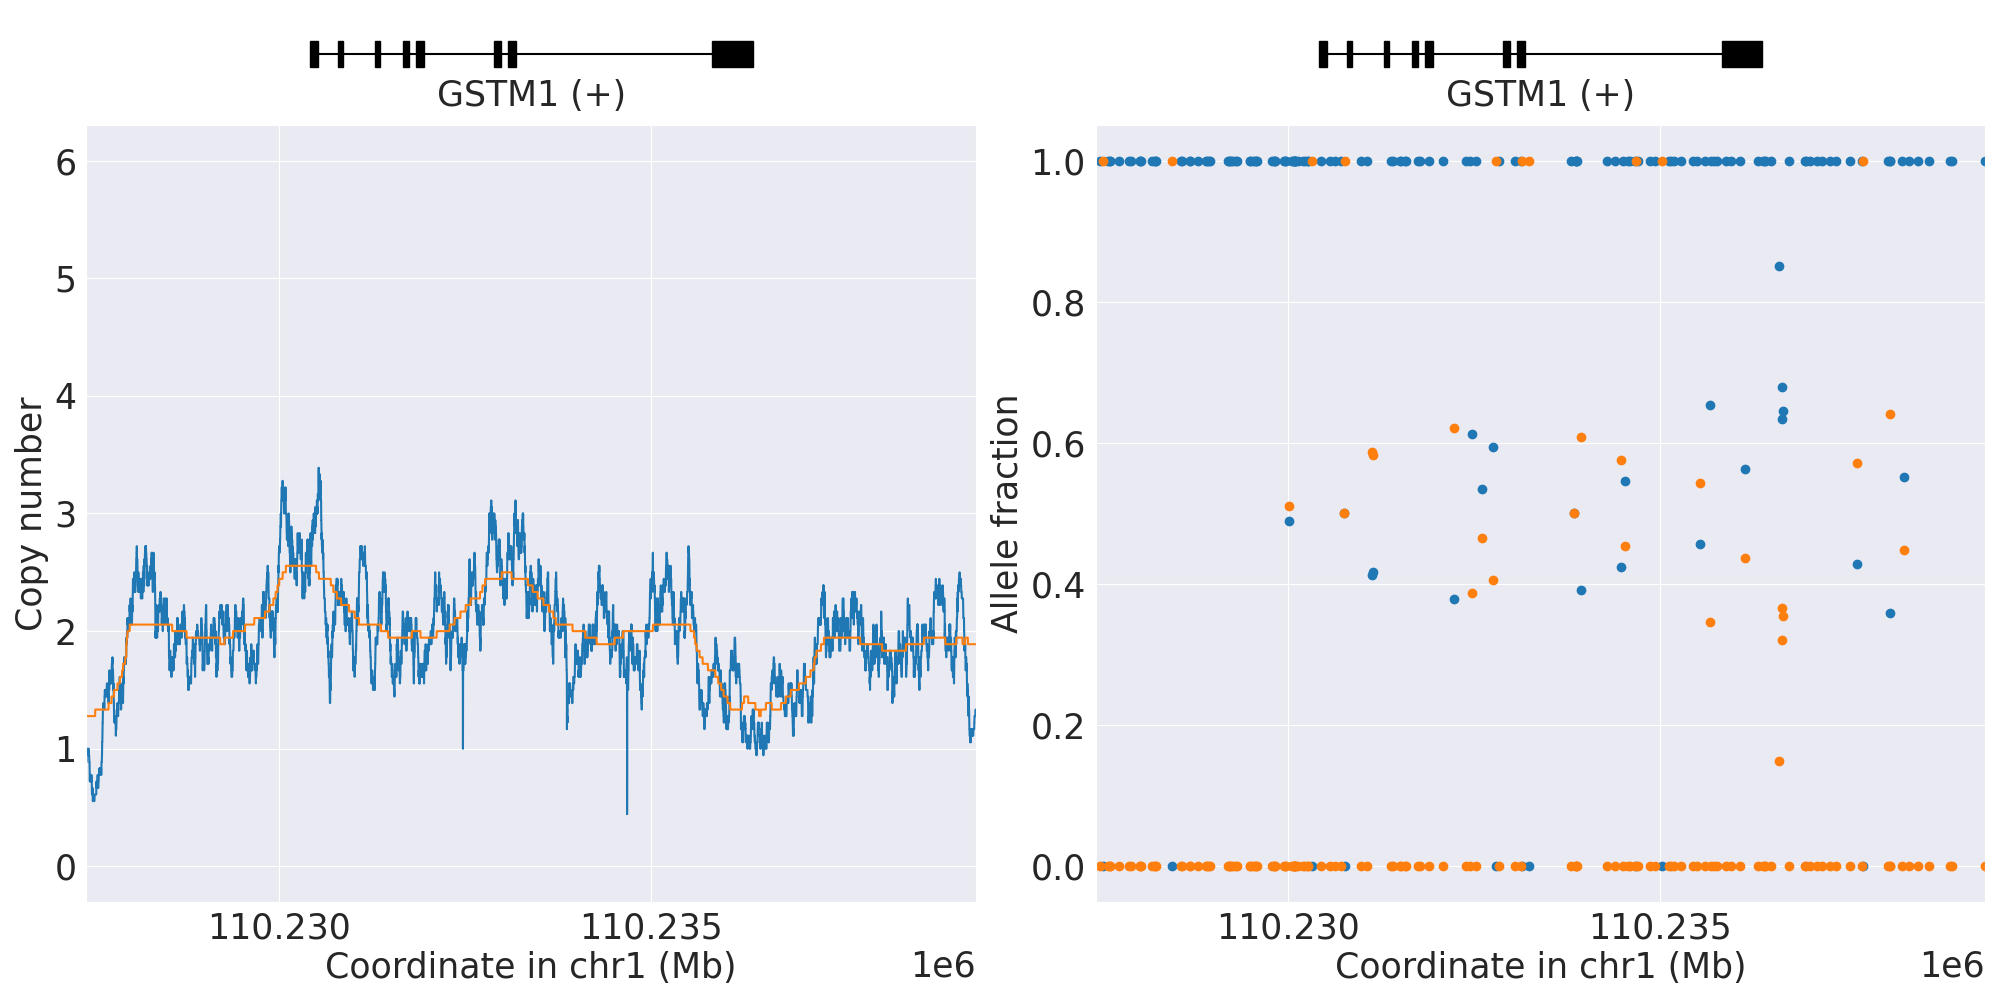 GSTM1 (+)
6
5
4
3
2
1
0
Copy number
110.230
110.235
Coordinate in chr1 (Mb)
1e6
GSTM1 (+)
1.0
0.8
0.6
0.4
0.2
0.0
Allele fraction
110.230
110.235
Coordinate in chr1 (Mb)
1e6